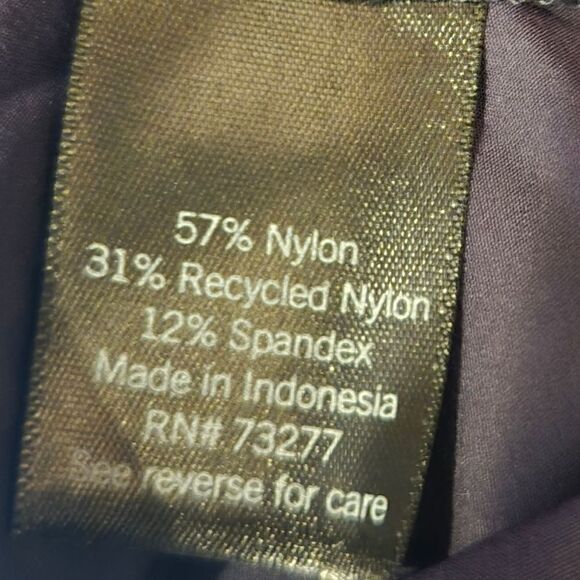 57% Nylon
31% Recycled Nylon
12% Spandex
Made in Indonesia
RN# 73277
See reverse for care